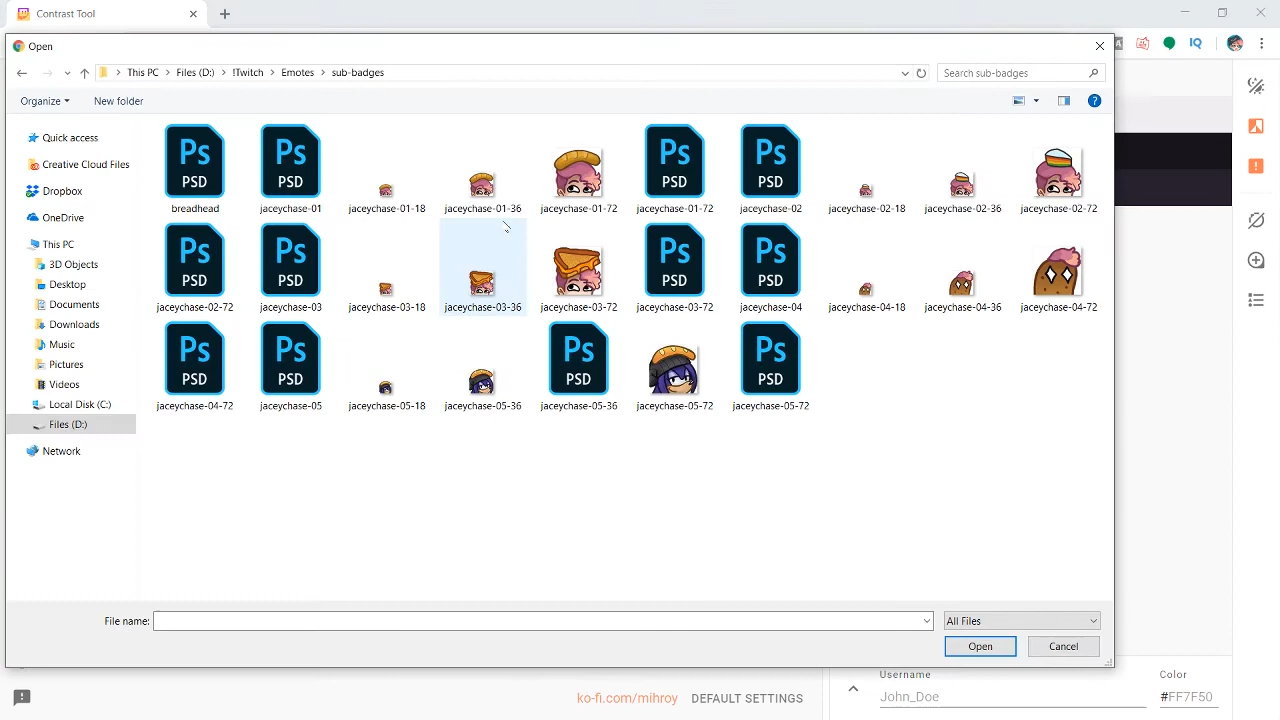 Contrast Tool
Open
This PC > Files (D:) > !Twitch > Emotes > sub-badges
Search sub-badges
Organize
New folder
Quick access
Creative Cloud Files
Dropbox
OneDrive
This PC
3D Objects
Desktop
Documents
Downloads
Music
Pictures
Videos
Local Disk (C:)
Files (D:)
Network
Ps Ps Ps Ps
PSD PSD PSD PSD
breadhead jaceychase-01 jaceychase-01-18 jaceychase-01-36 jaceychase-01-72 jaceychase-01-72 jaceychase-02 jaceychase-02-18 jaceychase-02-36 jaceychase-02-72
Ps Ps Ps Ps
PSD PSD PSD PSD
jaceychase-02-72 jaceychase-03 jaceychase-03-18 jaceychase-03-36 jaceychase-03-72 jaceychase-03-72 jaceychase-04 jaceychase-04-18 jaceychase-04-36 jaceychase-04-72
Ps Ps Ps Ps
PSD PSD PSD PSD
jaceychase-04-72 jaceychase-05 jaceychase-05-18 jaceychase-05-36 jaceychase-05-36 jaceychase-05-72 jaceychase-05-72
File name:
All Files
Open
Cancel
IQ
ko-fi.com/mihroy
DEFAULT SETTINGS
Username
John_Doe
Color
#FF7F50